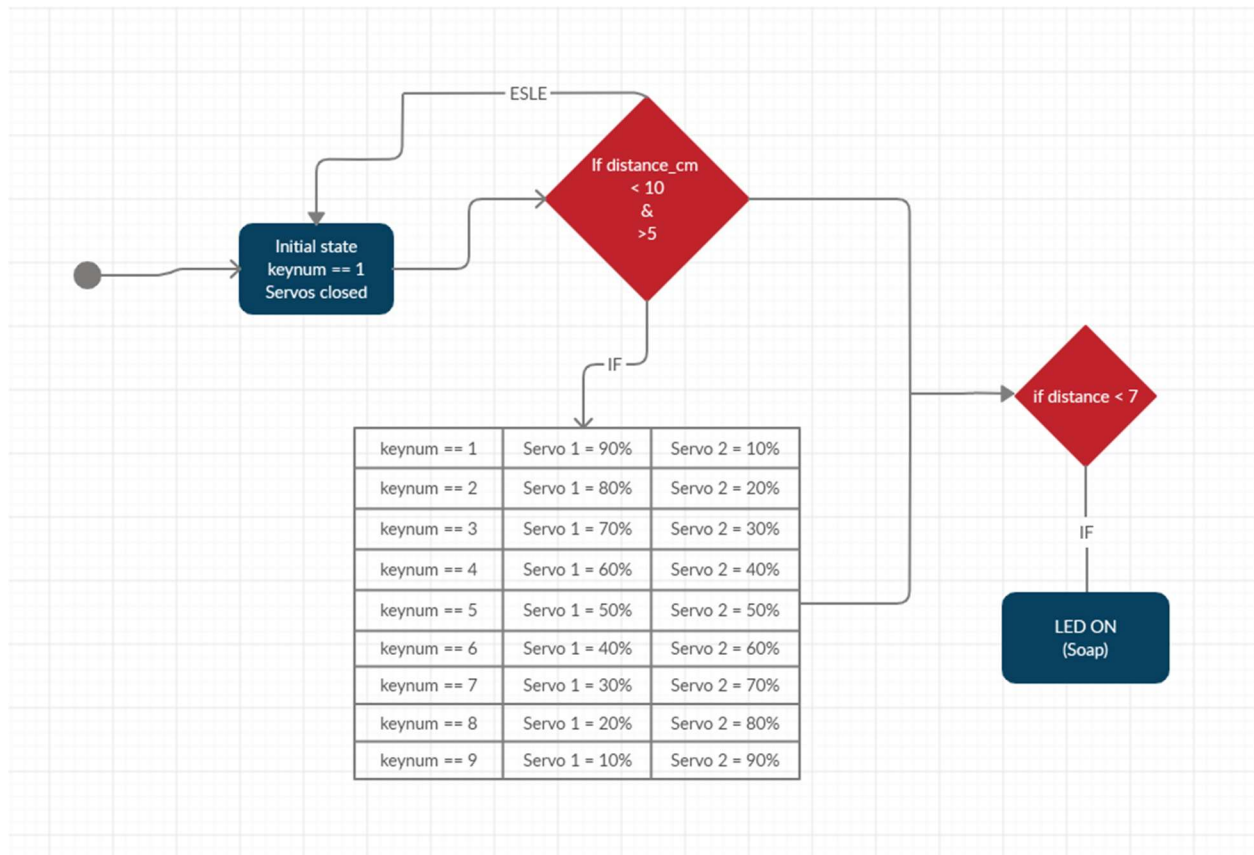 ESLE
If distance_cm
< 10
&
>5
Initial state
keynum == 1
Servos closed
IF
if distance < 7
keynum == 1 Servo 1 = 90% Servo 2 = 10%
keynum == 2 Servo 1 = 80% Servo 2 = 20%
keynum == 3 Servo 1 = 70% Servo 2 = 30%
keynum == 4 Servo 1 = 60% Servo 2 = 40%
keynum == 5 Servo 1 = 50% Servo 2 = 50%
keynum == 6 Servo 1 = 40% Servo 2 = 60%
keynum == 7 Servo 1 = 30% Servo 2 = 70%
keynum == 8 Servo 1 = 20% Servo 2 = 80%
keynum == 9 Servo 1 = 10% Servo 2 = 90%
IF
LED ON
(Soap)